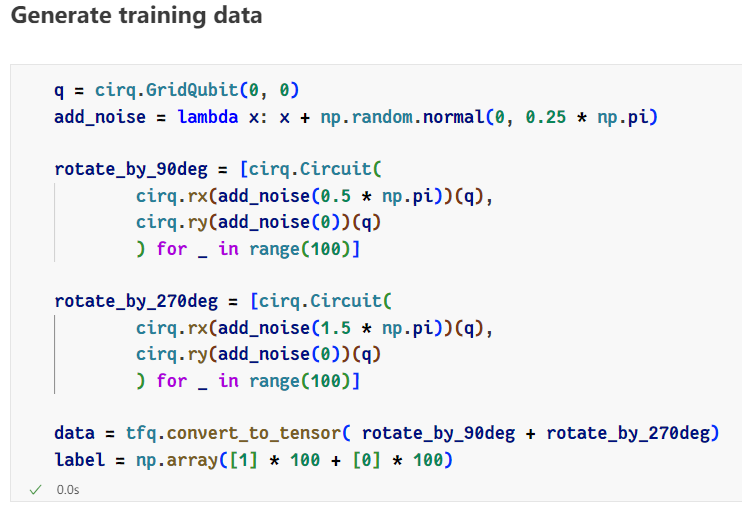 Generate training data
q = cirq.GridQubit(0, 0)
add_noise = lambda x: x + np.random.normal(0, 0.25 * np.pi)
rotate_by_90deg = [cirq.Circuit(
cirq.rx(add_noise(0.5 * np.pi))(q),
cirq.ry(add_noise(0))(q)
) for _ in range(100)]
rotate_by_270deg = [cirq.Circuit(
cirq.rx(add_noise(1.5 * np.pi))(q),
cirq.ry(add_noise(0))(q)
) for _ in range(100)]
data = tfq.convert_to_tensor( rotate_by_90deg + rotate_by_270deg)
label = np.array([1] * 100 + [0] * 100)
0.0s